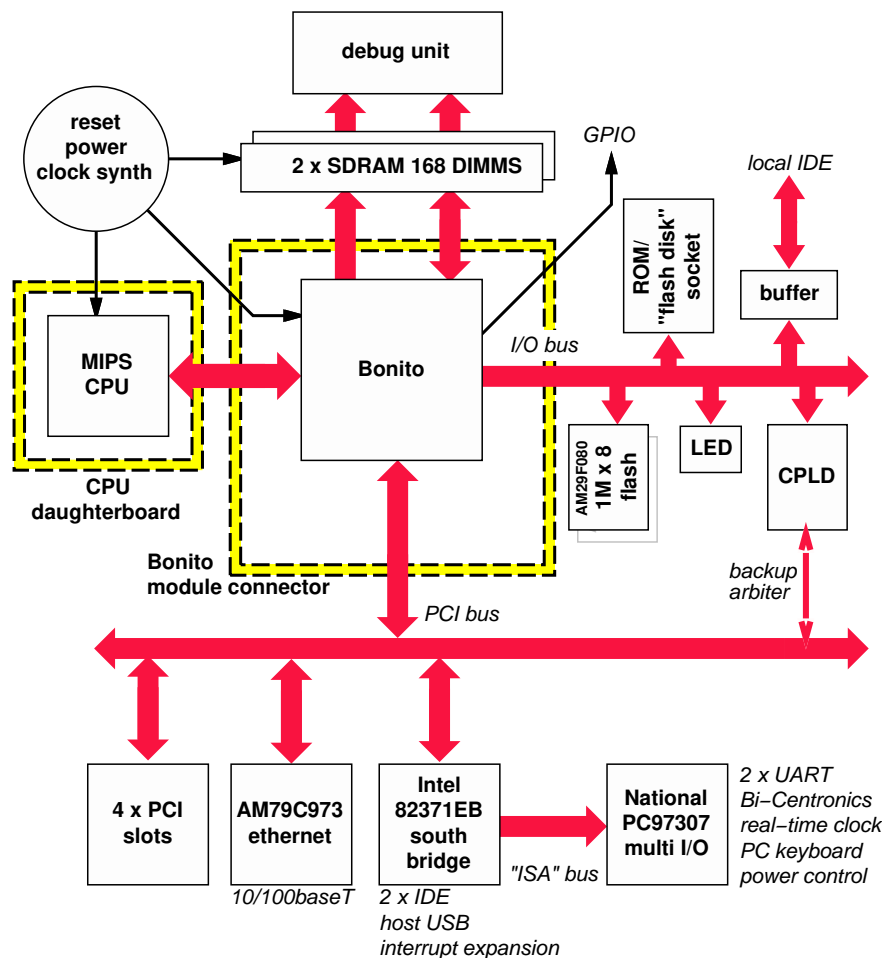 debug unit
reset
power
clock synth
GPIO
2 x SDRAM 168 DIMMS
local IDE
ROM/
"flash disk"
socket
buffer
MIPS
CPU
Bonito
I/O bus
AM29F080
1M x 8
flash
LED
CPLD
CPU
daughterboard
Bonito
module connector
backup
arbiter
PCI bus
4 x PCI
slots
AM79C973
ethernet
10/100baseT
Intel
82371EB
south
bridge
2 x IDE
host USB
interrupt expansion
"ISA" bus
National
PC97307
multi I/O
2 x UART
Bi−Centronics
real−time clock
PC keyboard
power control